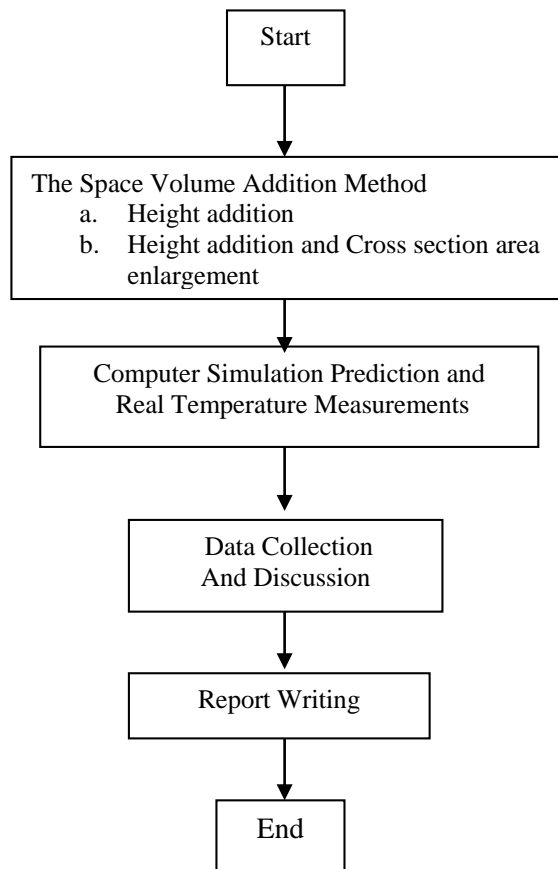 Start
The Space Volume Addition Method
a. Height addition
b. Height addition and Cross section area
enlargement
Computer Simulation Prediction and
Real Temperature Measurements
Data Collection
And Discussion
Report Writing
End